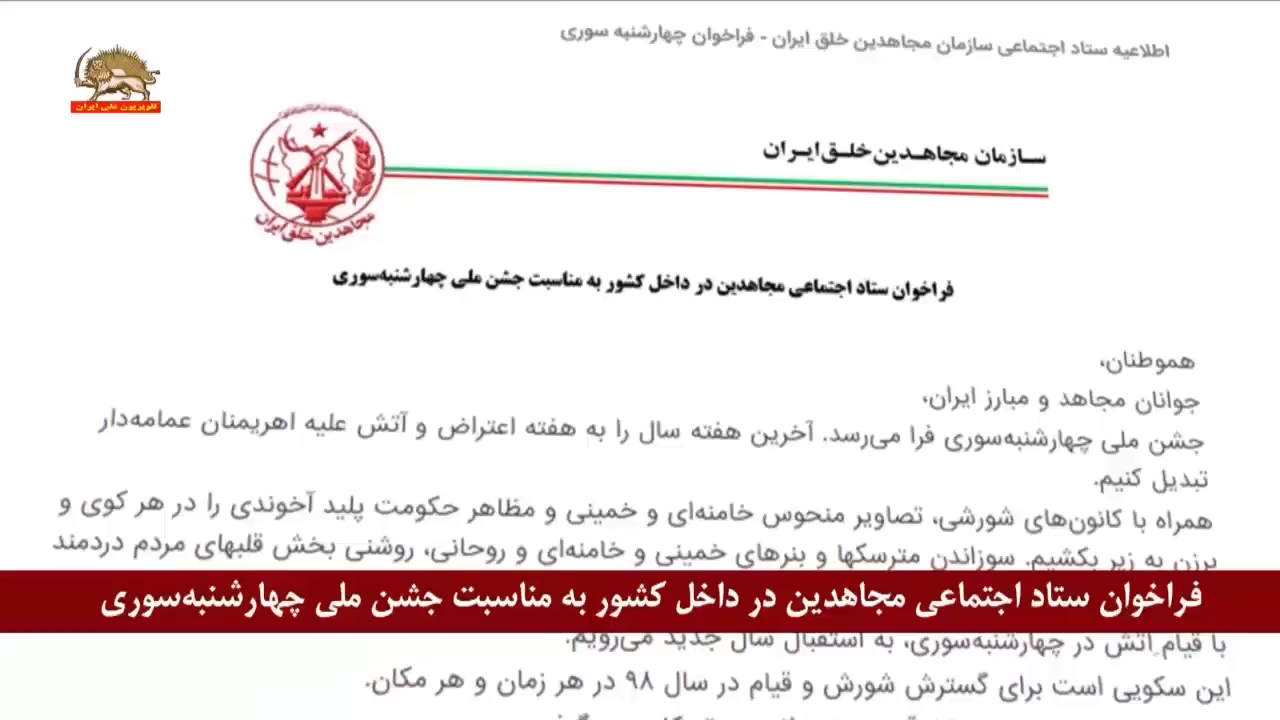 اطلاعیه ستاد اجتماعی سازمان مجاهدین خلق ایران - فراخوان چهارشنبه سوری
تلویزیون ملی ایران
سـازمان مجاهـدین خلـق ایـران
مجاهدین خلق ایران
فراخوان ستاد اجتماعی مجاهدین در داخل کشور به مناسبت جشن ملی چهارشنبه‌سوری
هموطنان،
جوانان مجاهد و مبارز ایران،
جشن ملی چهارشنبه‌سوری فرا می‌رسد. آخرین هفته سال را به هفته اعتراض و آتش علیه اهریمنان عمامه‌دار
تبدیل کنیم.
همراه با کانون‌های شورشی، تصاویر منحوس خامنه‌ای و خمینی و مظاهر حکومت پلید آخوندی را در هر کوی و
برزن به زیر بکشیم. سوزاندن مترسکها و بنرهای خمینی و خامنه‌ای و روحانی، روشنی بخش قلبهای مردم دردمند
فراخوان ستاد اجتماعی مجاهدین در داخل کشور به مناسبت جشن ملی چهارشنبه‌سوری
با قیام آتش در چهارشنبه‌سوری، به استقبال سال جدید می‌رویم.
این سکویی است برای گسترش شورش و قیام در سال ۹۸ در هر زمان و هر مکان.